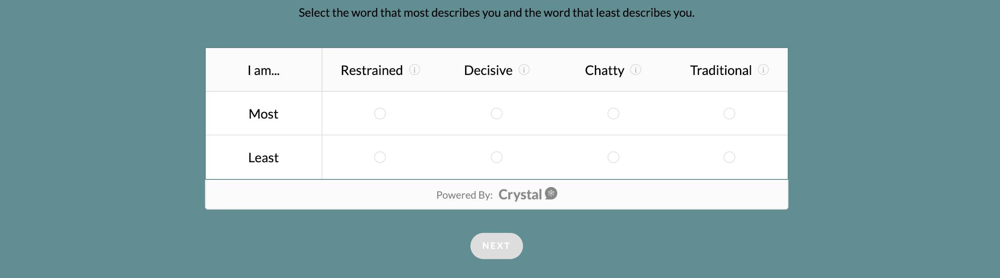 Select the word that most describes you and the word that least describes you.
I am... Restrained i Decisive i Chatty i Traditional i
Most
Least
Powered By: Crystal
NEXT